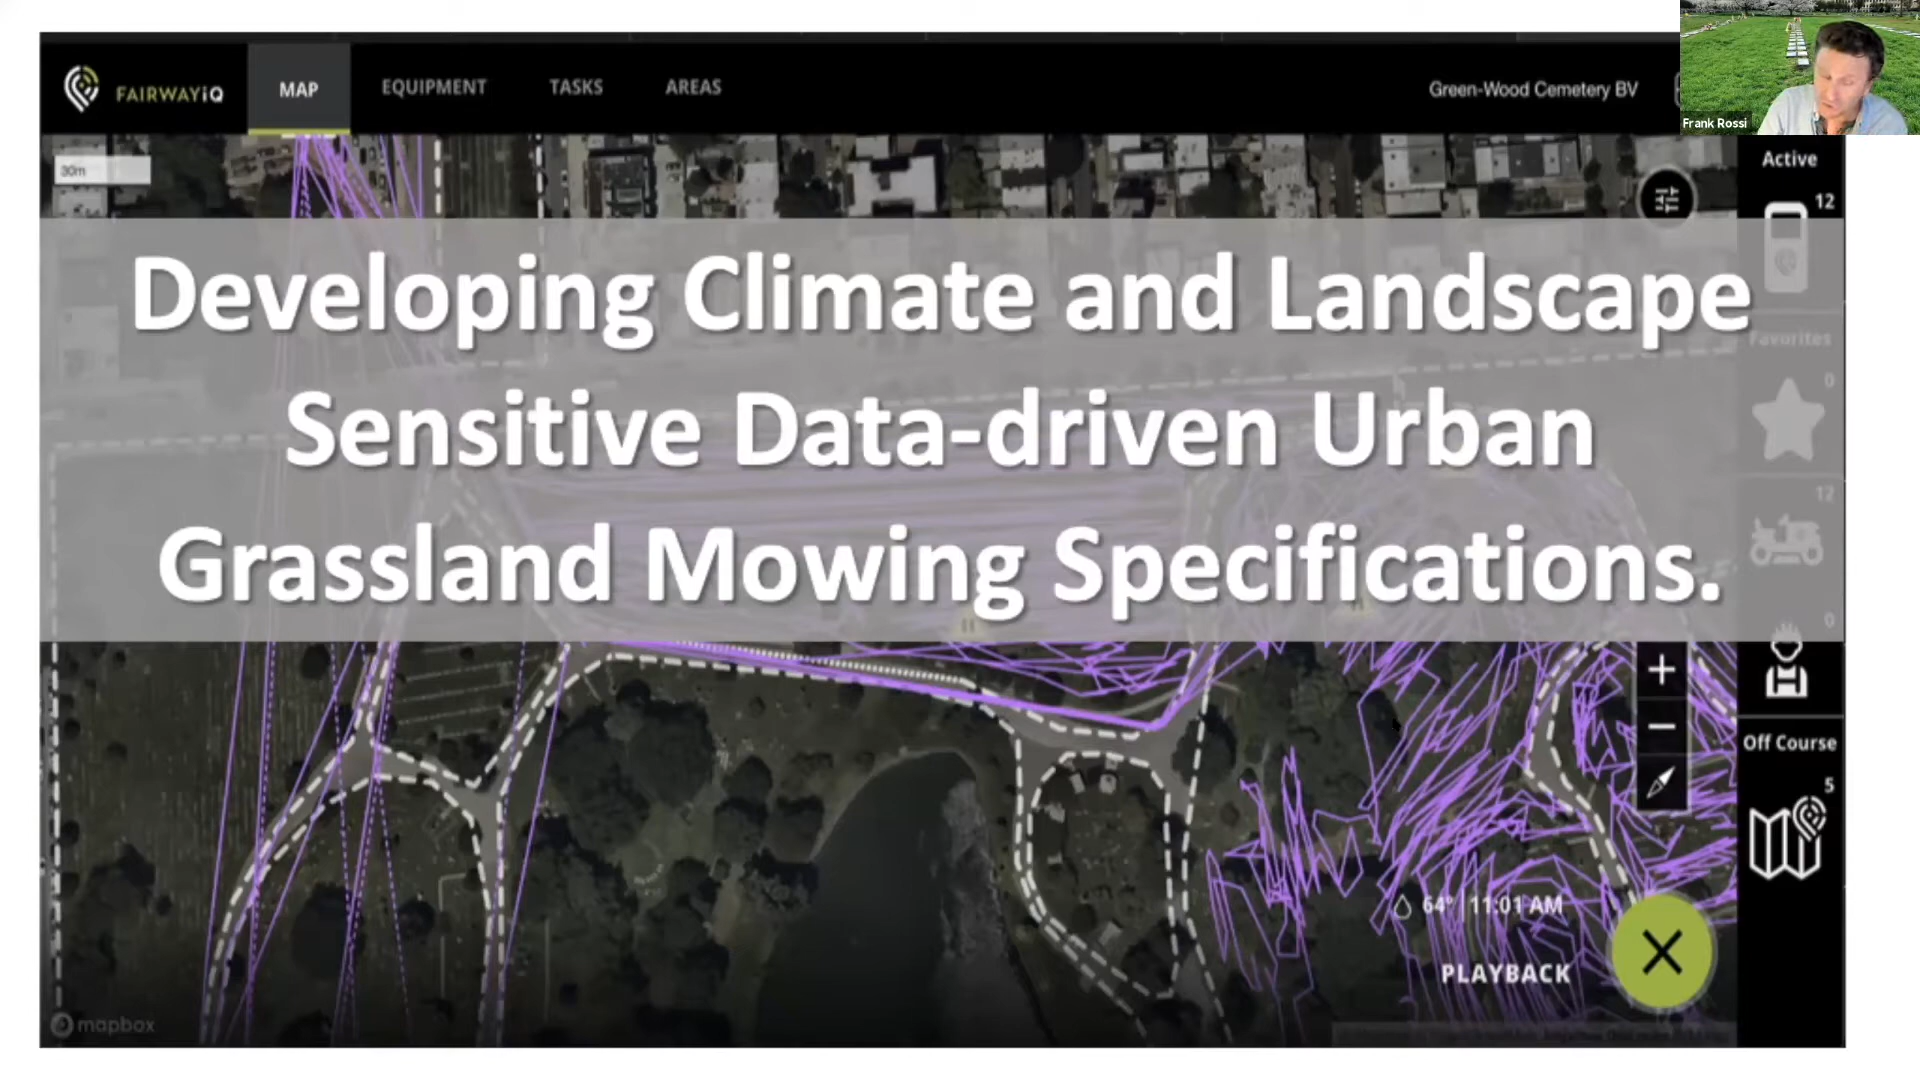 FAIRWAYiQ
MAP
EQUIPMENT
TASKS
AREAS
Green-Wood Cemetery BV
Frank Rossi
30m
Active
12
Developing Climate and Landscape
Sensitive Data-driven Urban
Grassland Mowing Specifications.
Favorites
0
12
0
Off Course
5
64° 11:01 AM
PLAYBACK
mapbox